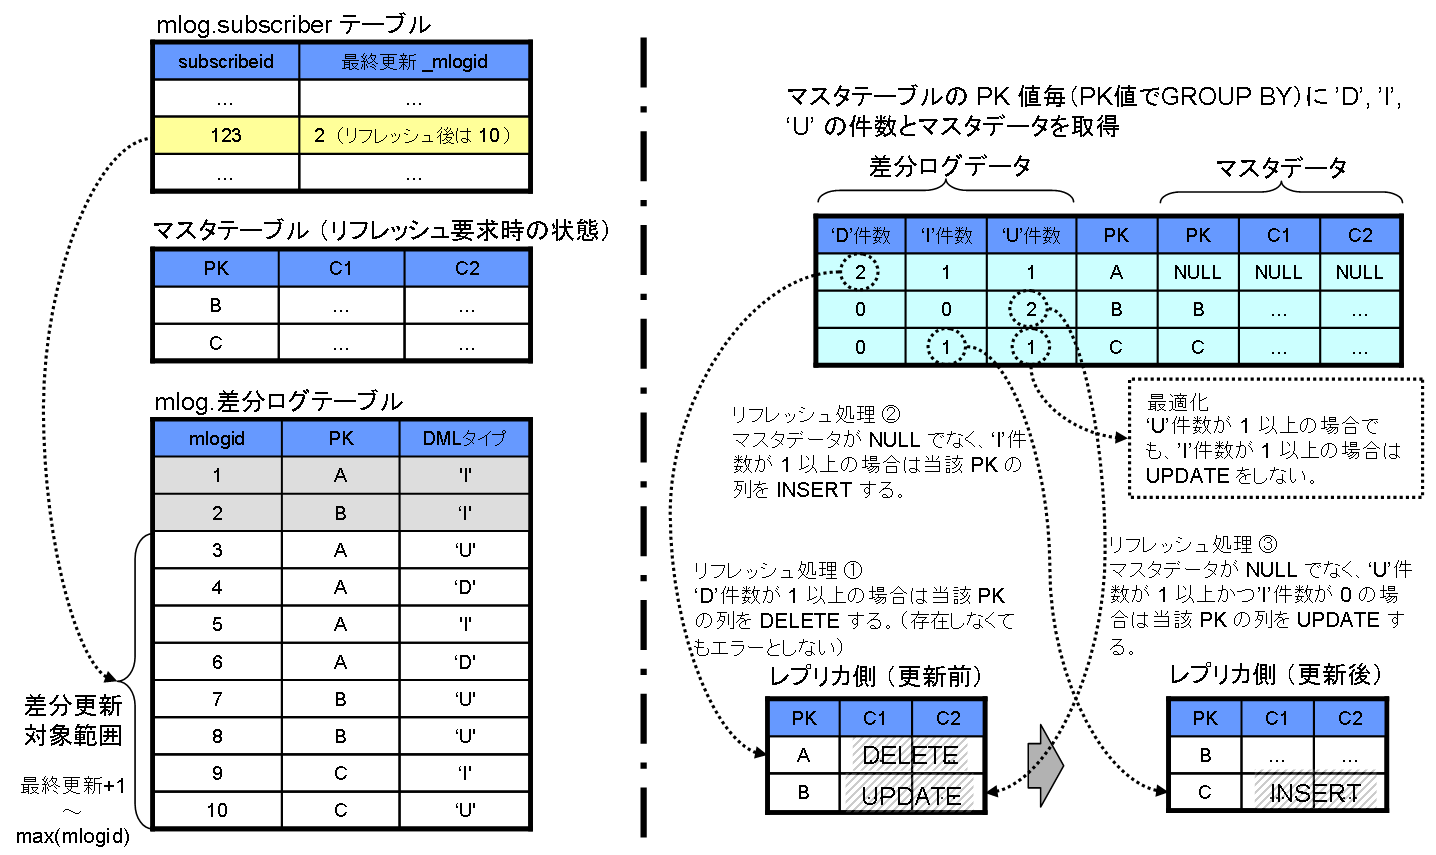 mlog.subscriber テーブル
subscribeid 最終更新 _mlogid
... ...
123 2 （リフレッシュ後は 10 ）
... ...
マスタテーブル （リフレッシュ要求時の状態）
PK C1 C2
B ... ...
C ... ...
mlog.差分ログテーブル
mlogid PK DMLタイプ
1 A 'I'
2 B ‘I’
3 A ‘U’
4 A ‘D’
5 A 'I'
6 A ‘D’
7 B ‘U’
8 B ‘U’
9 C ‘I’
10 C ‘U’
差分更新
対象範囲
最終更新+1
～
max(mlogid)
マスタテーブルの PK 値毎（PK値でGROUP BY）に ’D’, ’I’,
‘U’ の件数とマスタデータを取得
差分ログデータ マスタデータ
‘D’件数 ‘I’件数 ‘U’件数 PK PK C1 C2
2 1 1 A NULL NULL NULL
0 0 2 B B ... ...
0 1 1 C C ... ...
最適化
‘U’件数が 1 以上の場合で
も、’I’件数が 1 以上の場合は
UPDATE をしない。
リフレッシュ処理 ②
マスタデータが NULL でなく、‘I’件
数が 1 以上の場合は当該 PK の
列を INSERT する。
リフレッシュ処理 ①
‘D’件数が 1 以上の場合は当該 PK
の列を DELETE する。（存在しなくて
もエラーとしない）
リフレッシュ処理 ③
マスタデータが NULL でなく、‘U’件
数が 1 以上かつ’I’件数が 0 の場
合は当該 PK の列を UPDATE す
る。
レプリカ側 （更新前）
PK C1 C2
A DELETE
B UPDATE
レプリカ側 （更新後）
PK C1 C2
B ... ...
C INSERT